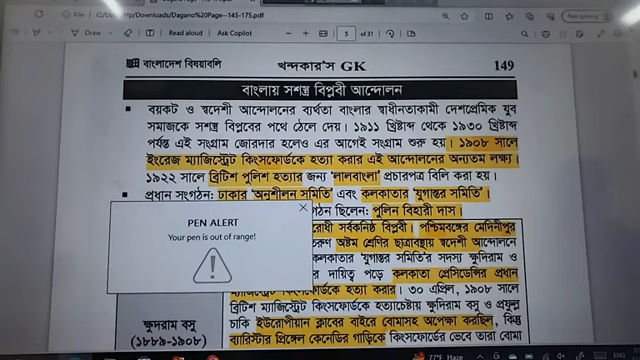 File
C:/Users/Hp/Downloads/Dagano%20Page--145-175.pdf
Draw
Read aloud
Ask Copilot
5
of 31
বাংলাদেশ বিষয়াবলি
খন্দকার'স GK
149
বাংলায় সশস্ত্র বিপ্লবী আন্দোলন
বয়কট ও স্বদেশী আন্দোলনের ব্যর্থতা বাংলার স্বাধীনতাকামী দেশপ্রেমিক যুব
সমাজকে সশস্ত্র বিপ্লবের পথে ঠেলে দেয়। ১৯১১ খ্রিষ্টাব্দ থেকে ১৯৩০ খ্রিষ্টাব্দ
পর্যন্ত এই সংগ্রাম জোরদার হলেও এর আগেই সংগ্রাম শুরু হয়। ১৯০৮ সালে
ইংরেজ ম্যাজিস্ট্রেট কিংসফোর্ডকে হত্যা করার এই আন্দোলনের অন্যতম লক্ষ্য।
১৯২২ সালে ব্রিটিশ পুলিশ হত্যার জন্য 'লালবাংলা' প্রচারপত্র বিলি করা হয়।
প্রধান সংগঠন: ঢাকার 'অনুশীলন সমিতি' এবং কলকাতার 'যুগান্তর সমিতি'।
ছিলেন: পুলিন বিহারী দাস।
PEN ALERT
Your pen is out of range!
সর্বকনিষ্ঠ বিপ্লবী। পশ্চিমবঙ্গের মেদিনীপুর
অষ্টম শ্রেণির ছাত্রাবস্থায় স্বদেশী আন্দোলনে
কলকাতার 'যুগান্তর সমিতি'র সদস্য ক্ষুদিরাম ও
দায়িত্ব পড়ে কলকাতা প্রেসিডেন্সির প্রধান
হত্যা করার। ৩০ এপ্রিল, ১৯০৮ সালে
ব্রিটিশ ম্যাজিস্ট্রেট কিংসফোর্ডকে হত্যাচেষ্টায় ক্ষুদিরাম বসু ও প্রফুল্ল
চাকি ইউরোপীয়ান ক্লাবের বাইরে বোমাসহ অপেক্ষা করছিল, কিন্তু
ব্যারিস্টার প্রিঙ্গেল কেনেডির গাড়িকে কিংসফোর্ডের ভেবে তারা বোমা
ক্ষুদিরাম বসু
(১৮৮৯-১৯০৮)
77°F Haze